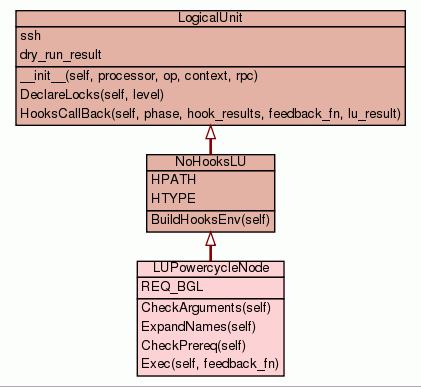 LogicalUnit
ssh
dry_run_result
__init__(self, processor, op, context, rpc)
DeclareLocks(self, level)
HooksCallBack(self, phase, hook_results, feedback_fn, lu_result)
NoHooksLU
HPATH
HTYPE
BuildHooksEnv(self)
LUPowercycleNode
REQ_BGL
CheckArguments(self)
ExpandNames(self)
CheckPrereq(self)
Exec(self, feedback_fn)